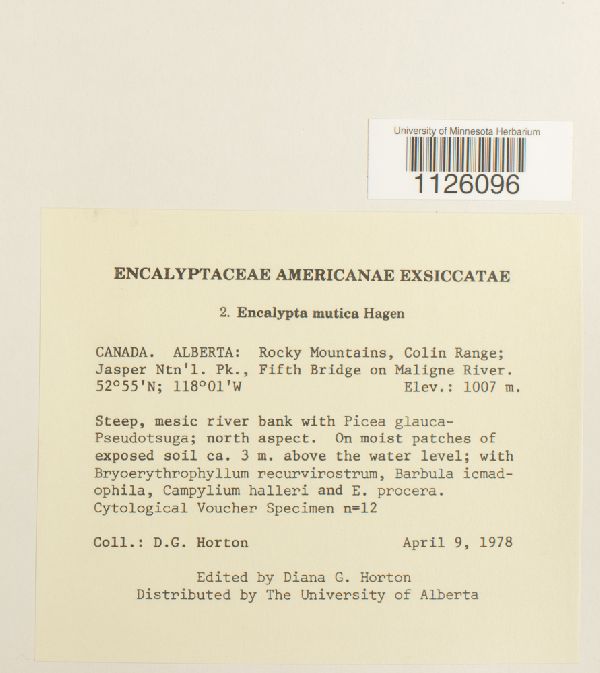 University of Minnesota Herbarium
1126096
ENCALYPTACEAE AMERICANAE EXSICCATAE
2. Encalypta mutica Hagen
CANADA. ALBERTA: Rocky Mountains, Colin Range;
Jasper Ntn'l. Pk., Fifth Bridge on Maligne River.
52°55'N; 118°01'W Elev.: 1007 m.
Steep, mesic river bank with Picea glauca-
Pseudotsuga; north aspect. On moist patches of
exposed soil ca. 3 m. above the water level; with
Bryoerythrophyllum recurvirostrum, Barbula icmad-
ophila, Campylium halleri and E. procera.
Cytological Voucher Specimen n=12
Coll.: D.G. Horton April 9, 1978
Edited by Diana G. Horton
Distributed by The University of Alberta